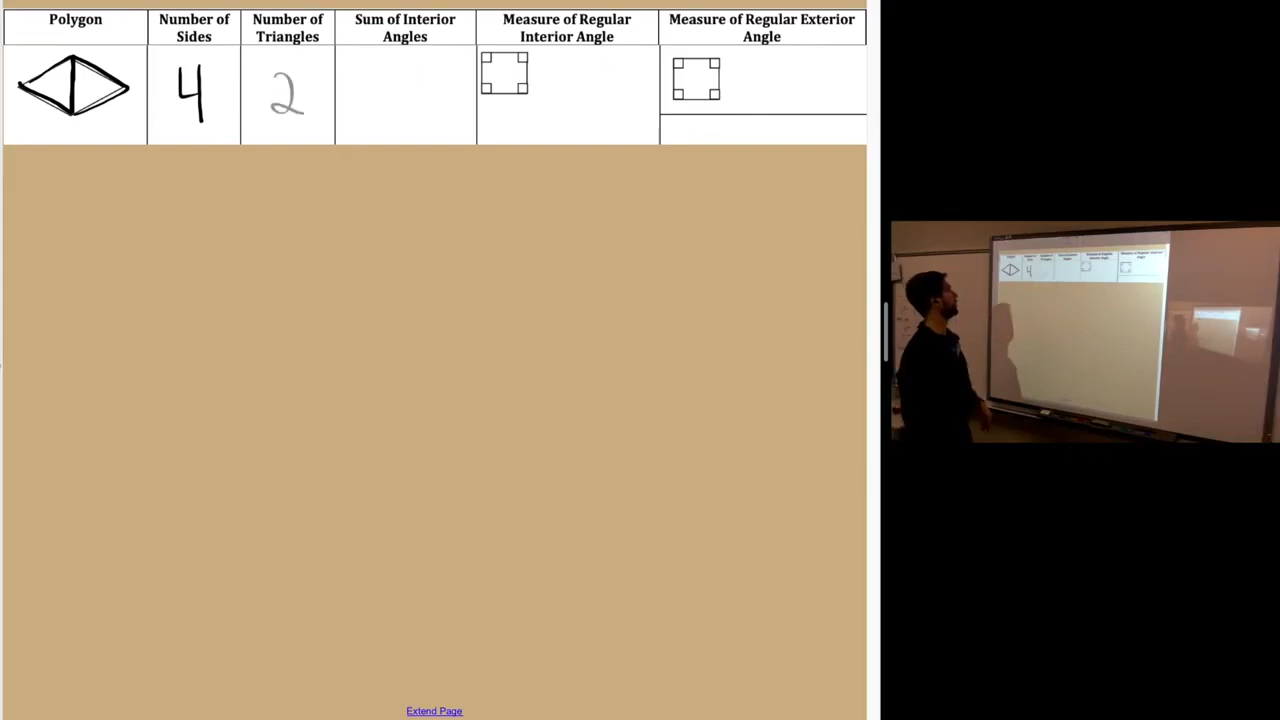 Polygon
Number of Sides
Number of Triangles
Sum of Interior Angles
Measure of Regular Interior Angle
Measure of Regular Exterior Angle
4
2
Extend Page